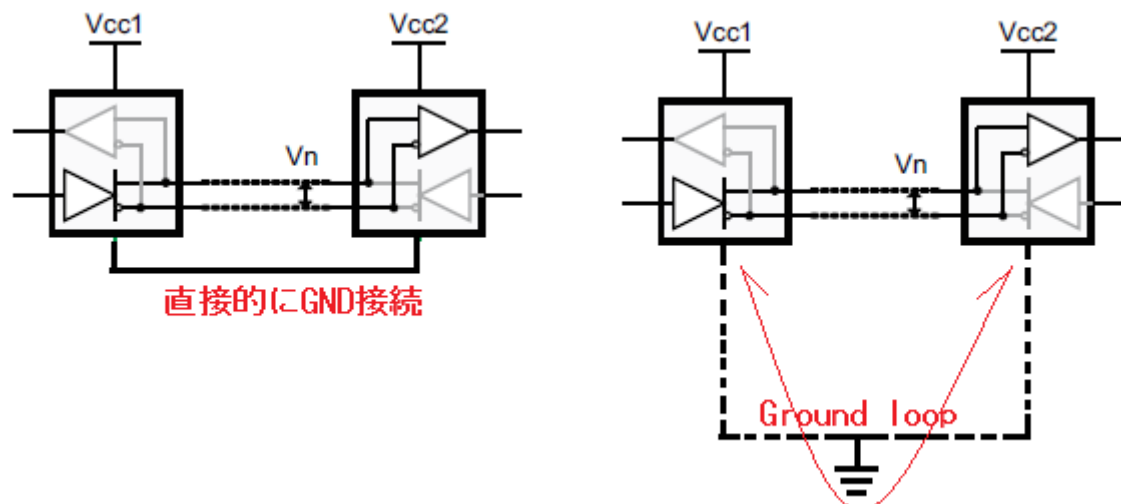 Vcc1
Vcc2
Vn
直接的にGND接続
Vcc1
Vcc2
Vn
Ground loop